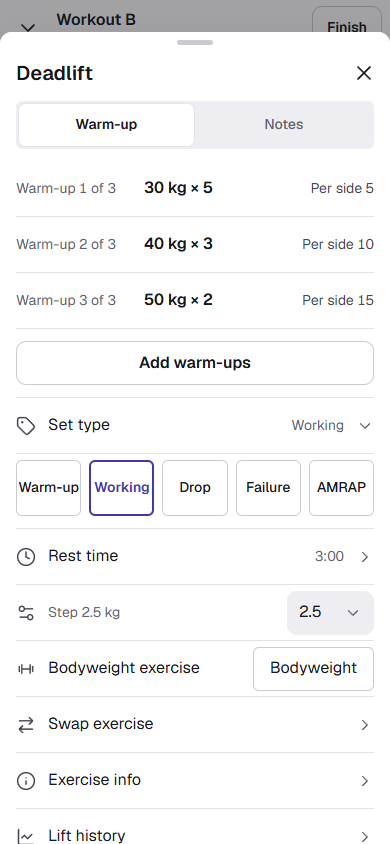 Workout B
Finish
Deadlift
Warm-up
Notes
Warm-up 1 of 3 30 kg × 5 Per side 5
Warm-up 2 of 3 40 kg × 3 Per side 10
Warm-up 3 of 3 50 kg × 2 Per side 15
Add warm-ups
Set type Working
Warm-up Working Drop Failure AMRAP
Rest time 3:00
Step 2.5 kg 2.5
Bodyweight exercise Bodyweight
Swap exercise
Exercise info
Lift history